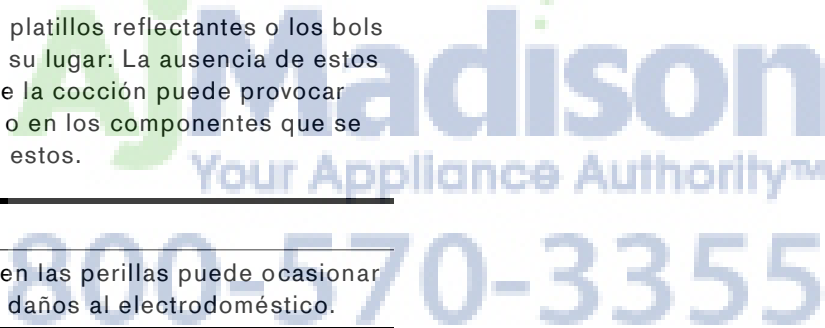 platillos reflectantes o los bols
su lugar: La ausencia de estos
e la cocción puede provocar
o en los componentes que se
estos.
AjMadison
Your Appliance Authority™
en las perillas puede ocasionar
daños al electrodoméstico.
800-570-3355